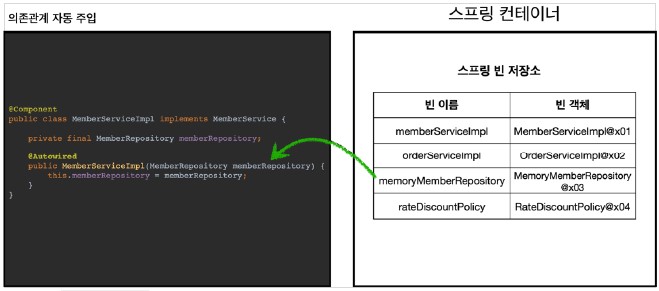 의존관계 자동 주입
@Component
public class MemberServiceImpl implements MemberService {
private final MemberRepository memberRepository;
@Autowired
public MemberServiceImpl(MemberRepository memberRepository) {
this.memberRepository = memberRepository;
}
}
스프링 컨테이너
스프링 빈 저장소
빈 이름 빈 객체
memberServiceImpl MemberServiceImpl@x01
orderServiceImpl OrderServiceImpl@x02
memoryMemberRepository MemoryMemberRepository
@x03
rateDiscountPolicy RateDiscountPolicy@x04